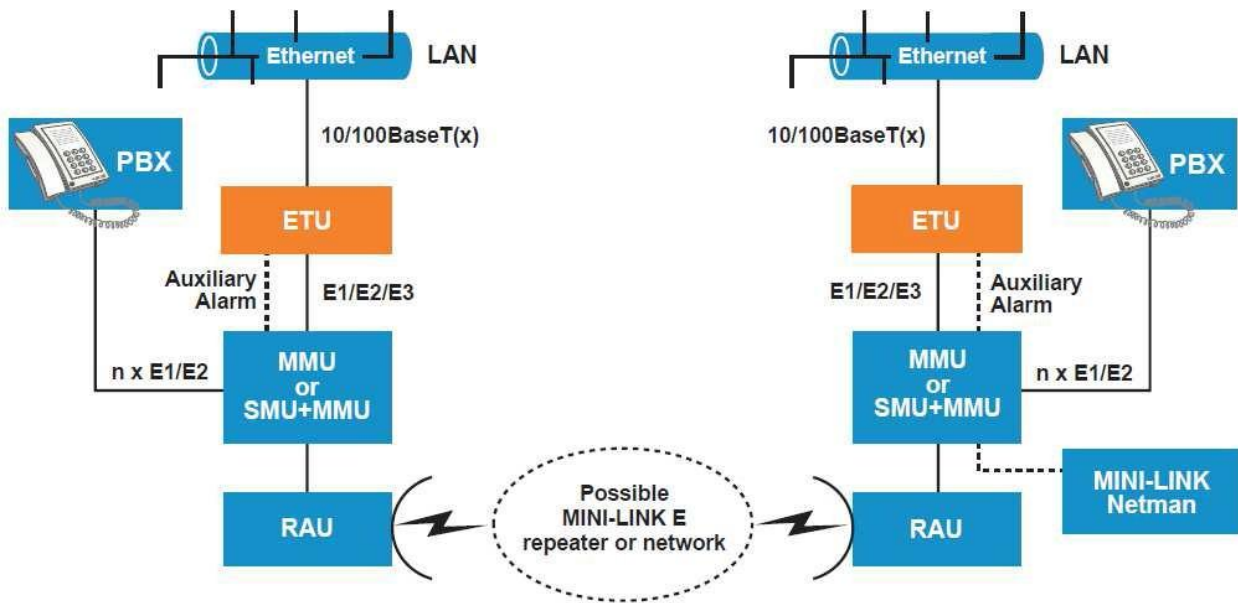 Ethernet
LAN
10/100BaseT(x)
PBX
ETU
Auxiliary
Alarm
E1/E2/E3
n x E1/E2
MMU
or
SMU+MMU
RAU
Possible
MINI-LINK E
repeater or network
Ethernet
LAN
10/100BaseT(x)
PBX
ETU
E1/E2/E3
Auxiliary
Alarm
MMU
or
SMU+MMU
n x E1/E2
RAU
MINI-LINK
Netman